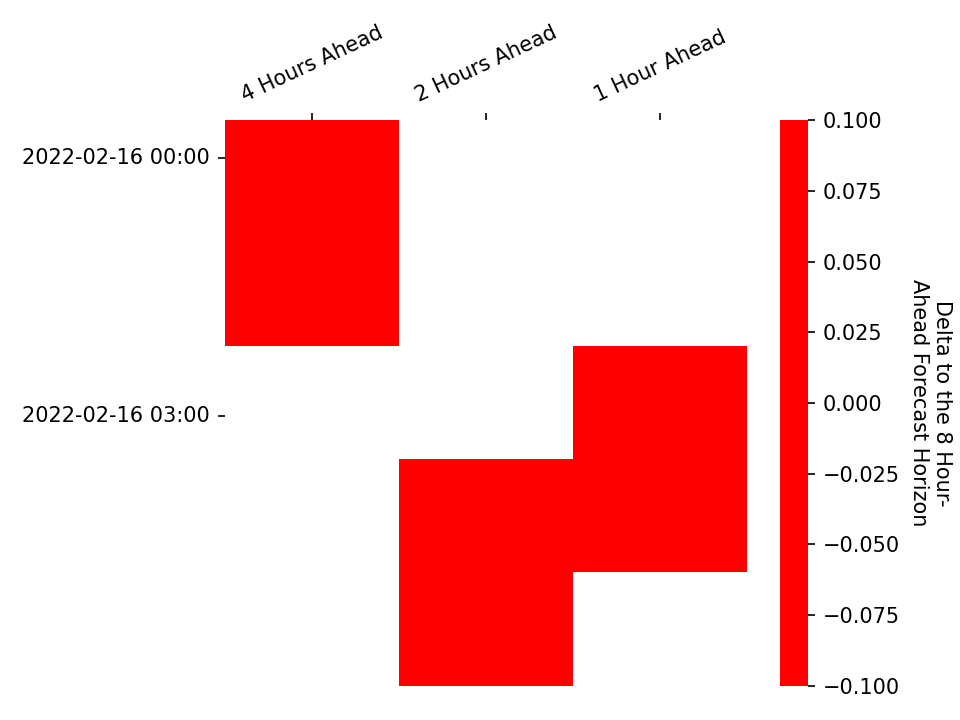 4 Hours Ahead
2 Hours Ahead
1 Hour Ahead
2022-02-16 00:00
2022-02-16 03:00
0.100
0.075
0.050
0.025
0.000
−0.025
−0.050
−0.075
−0.100
Delta to the 8 Hour-
Ahead Forecast Horizon